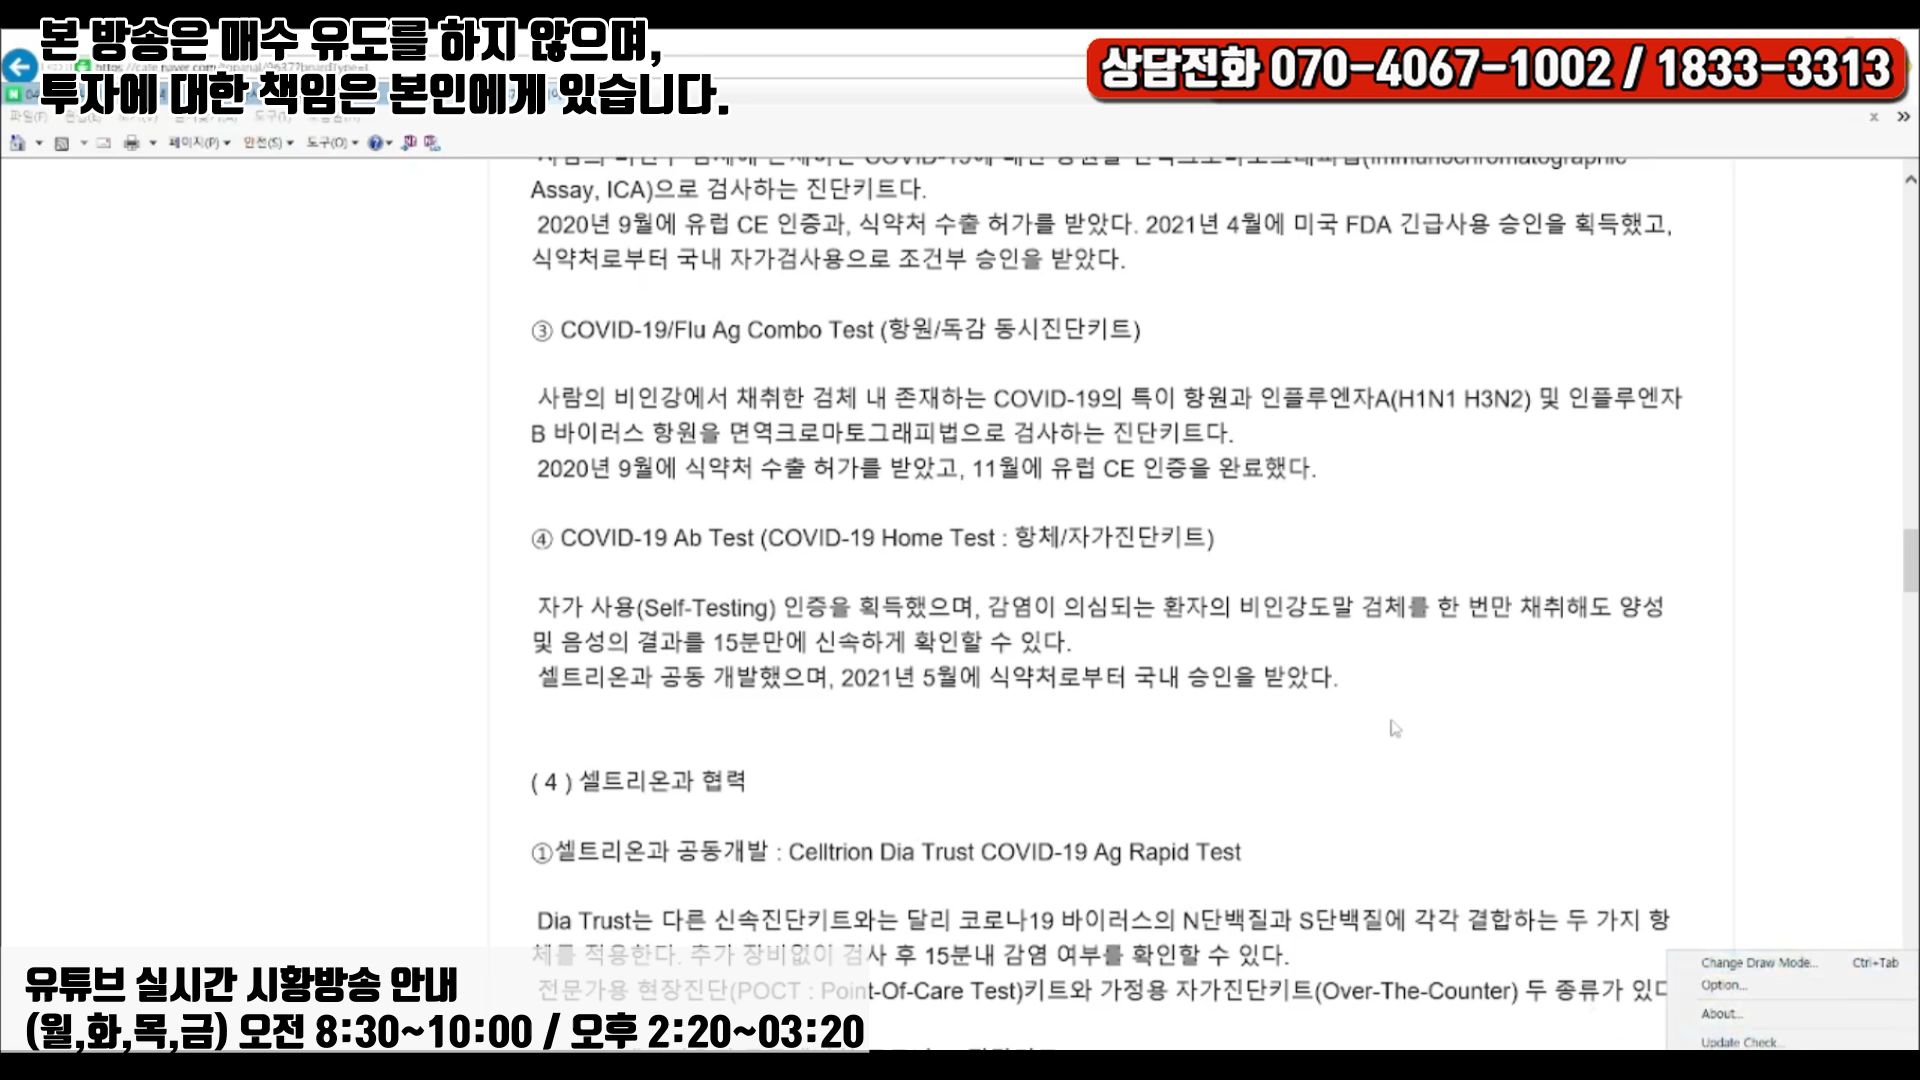 본 방송은 매수 유도를 하지 않으며,
투자에 대한 책임은 본인에게 있습니다.
상담전화 070-4067-1002 / 1833-3313
페이지(P) 안전(S) 도구(O)
Assay, ICA)으로 검사하는 진단키트다.
2020년 9월에 유럽 CE 인증과, 식약처 수출 허가를 받았다. 2021년 4월에 미국 FDA 긴급사용 승인을 획득했고,
식약처로부터 국내 자가검사용으로 조건부 승인을 받았다.
③ COVID-19/Flu Ag Combo Test (항원/독감 동시진단키트)
사람의 비인강에서 채취한 검체 내 존재하는 COVID-19의 특이 항원과 인플루엔자A(H1N1 H3N2) 및 인플루엔자
B 바이러스 항원을 면역크로마토그래피법으로 검사하는 진단키트다.
2020년 9월에 식약처 수출 허가를 받았고, 11월에 유럽 CE 인증을 완료했다.
④ COVID-19 Ab Test (COVID-19 Home Test : 항체/자가진단키트)
자가 사용(Self-Testing) 인증을 획득했으며, 감염이 의심되는 환자의 비인강도말 검체를 한 번만 채취해도 양성
및 음성의 결과를 15분만에 신속하게 확인할 수 있다.
셀트리온과 공동 개발했으며, 2021년 5월에 식약처로부터 국내 승인을 받았다.
( 4 ) 셀트리온과 협력
①셀트리온과 공동개발 : Celltrion Dia Trust COVID-19 Ag Rapid Test
Dia Trust는 다른 신속진단키트와는 달리 코로나19 바이러스의 N단백질과 S단백질에 각각 결합하는 두 가지 항
체를 적용한다. 추가 장비없이 검사 후 15분내 감염 여부를 확인할 수 있다.
전문가용 현장진단(POCT : Point-Of-Care Test)키트와 가정용 자가진단키트(Over-The-Counter) 두 종류가 있다
유튜브 실시간 시황방송 안내
(월,화,목,금) 오전 8:30~10:00 / 오후 2:20~03:20
Change Draw Mode... Ctrl+Tab
Option...
About...
Update Check...